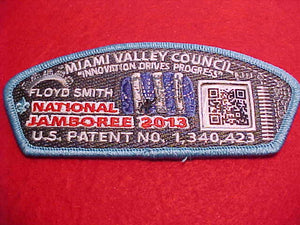 MIAMI VALLEY COUNCIL
"INNOVATION DRIVES PROGRESS"
FLOYD SMITH
NATIONAL
JAMBOREE 2013
U.S. PATENT NO. 1,340,423